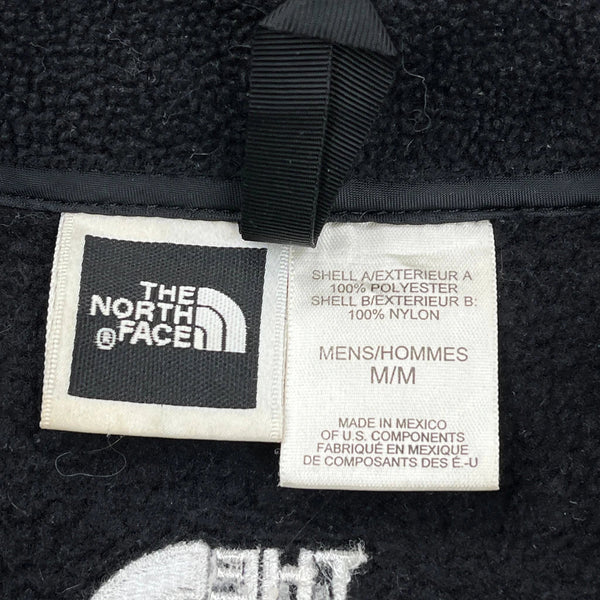 THE
NORTH
FACE
®
SHELL A/EXTERIEUR A
100% POLYESTER
SHELL B/EXTERIEUR B:
100% NYLON
MENS/HOMMES
M/M
MADE IN MEXICO
OF U.S. COMPONENTS
FABRIQUÉ EN MEXIQUE
DE COMPOSANTS DES É.-U
THE